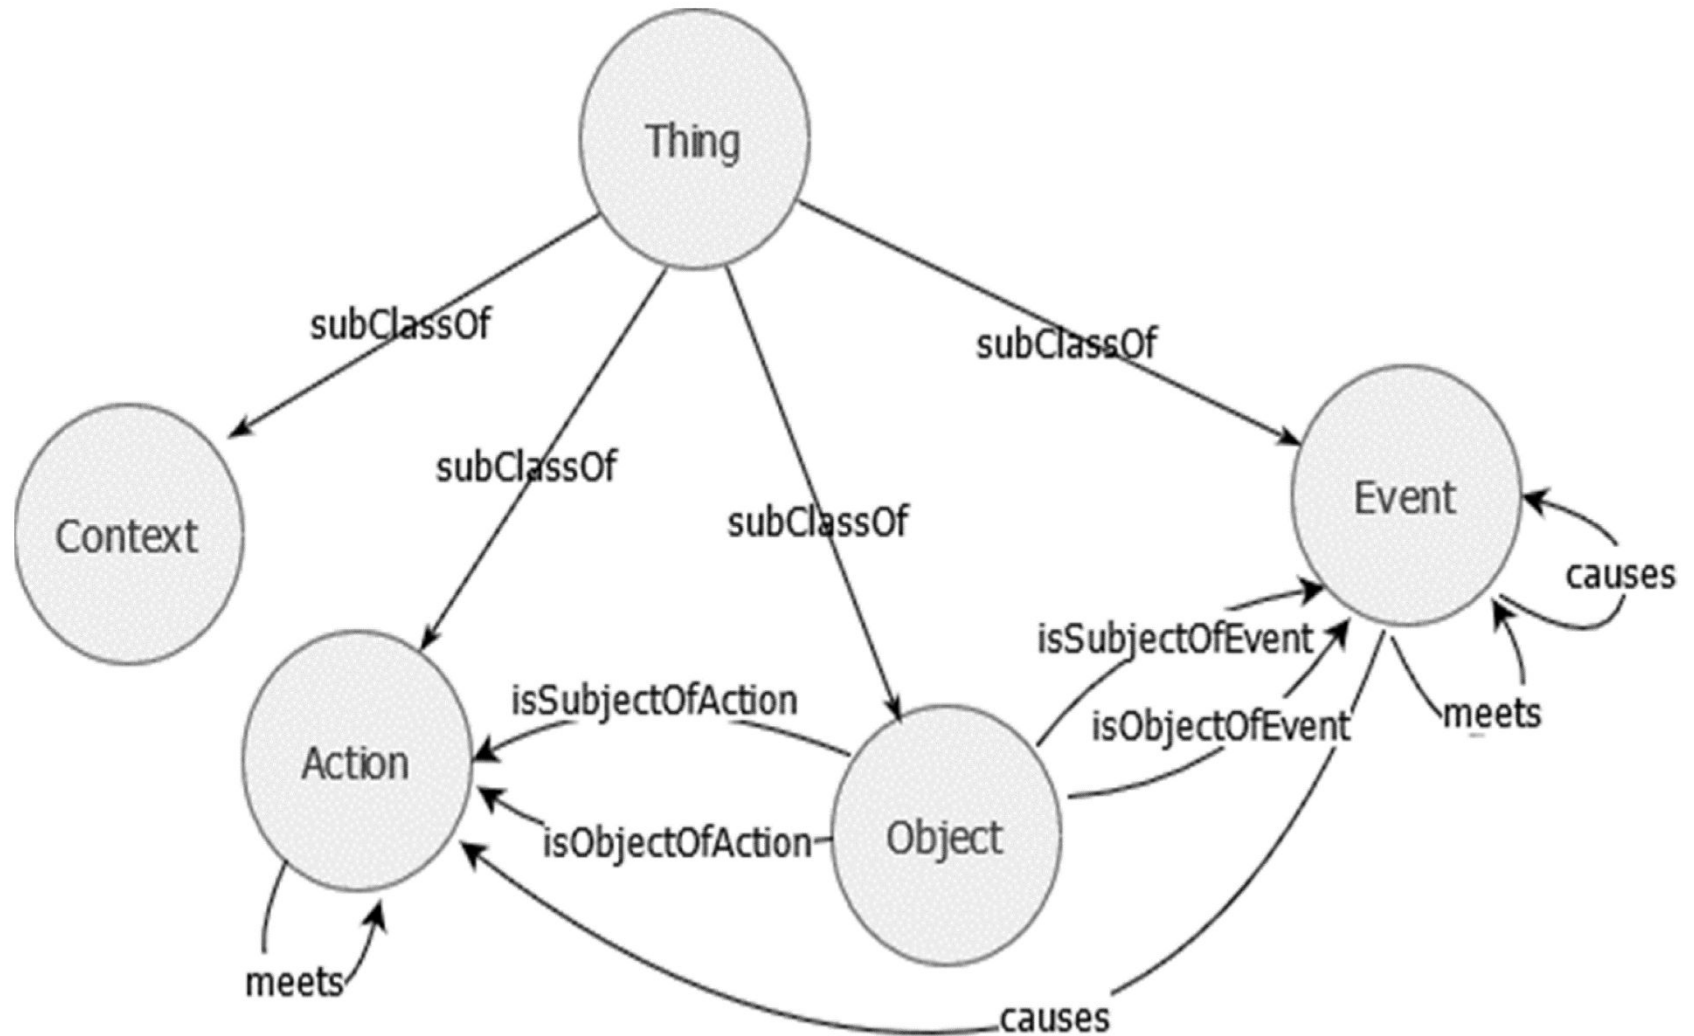 Thing
subClassOf
subClassOf
subClassOf
subClassOf
Context
Event
causes
isSubjectOfEvent
isSubjectOfAction
isObjectOfEvent
meets
Action
isObjectOfAction
Object
meets
causes